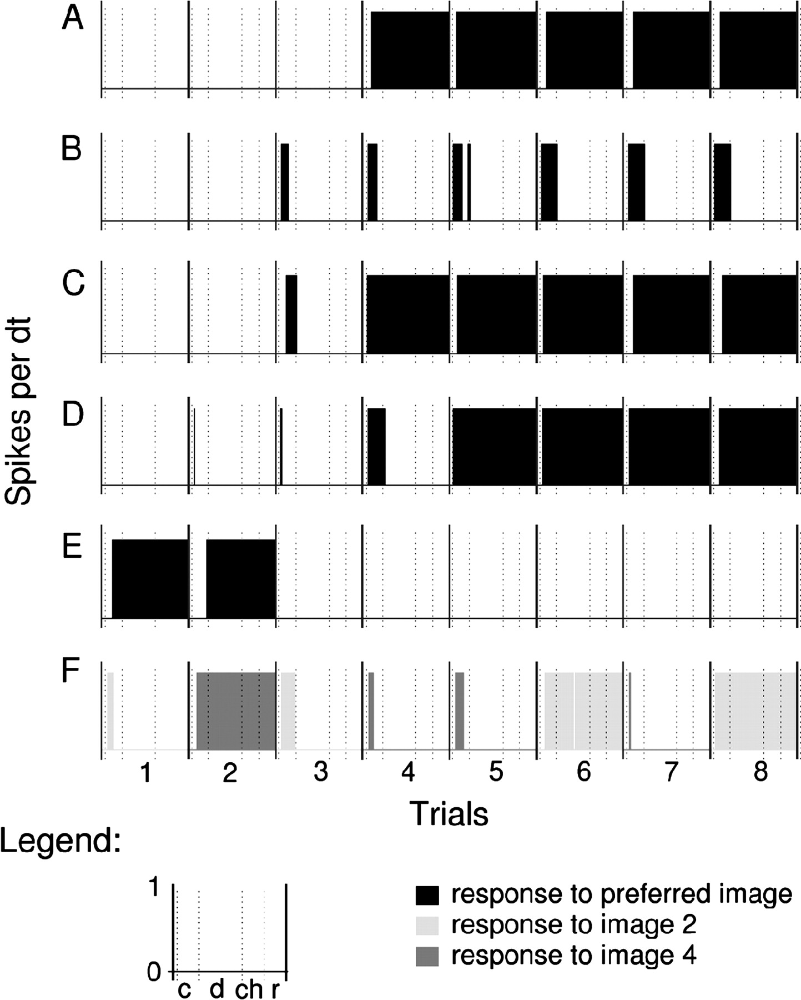 A
B
C
D
E
F
Spikes per dt
1 2 3 4 5 6 7 8
Trials
Legend:
1
0
c d ch r
response to preferred image
response to image 2
response to image 4